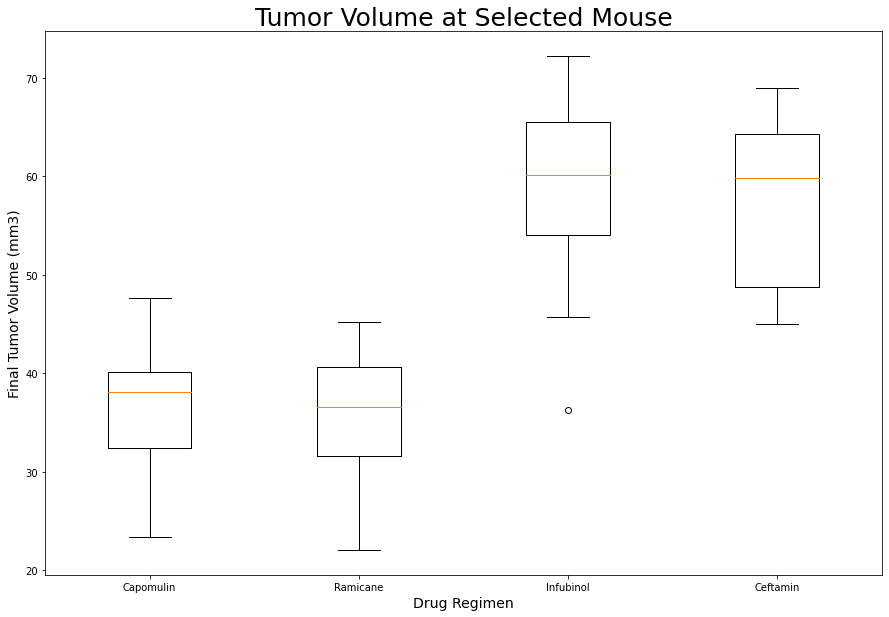 Tumor Volume at Selected Mouse
Final Tumor Volume (mm3)
70
60
50
40
30
20
Capomulin Ramicane Infubinol Ceftamin
Drug Regimen